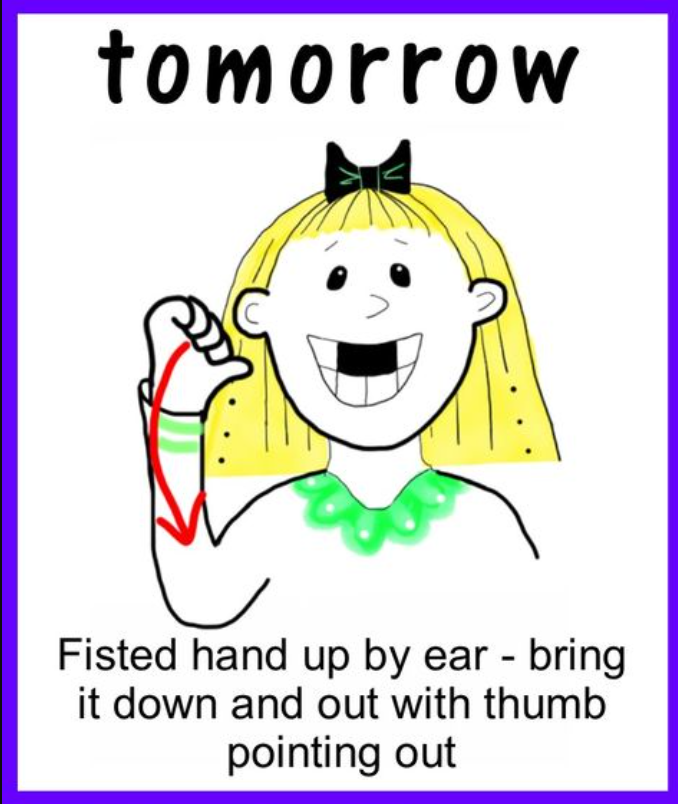 tomorrow
Fisted hand up by ear - bring
it down and out with thumb
pointing out